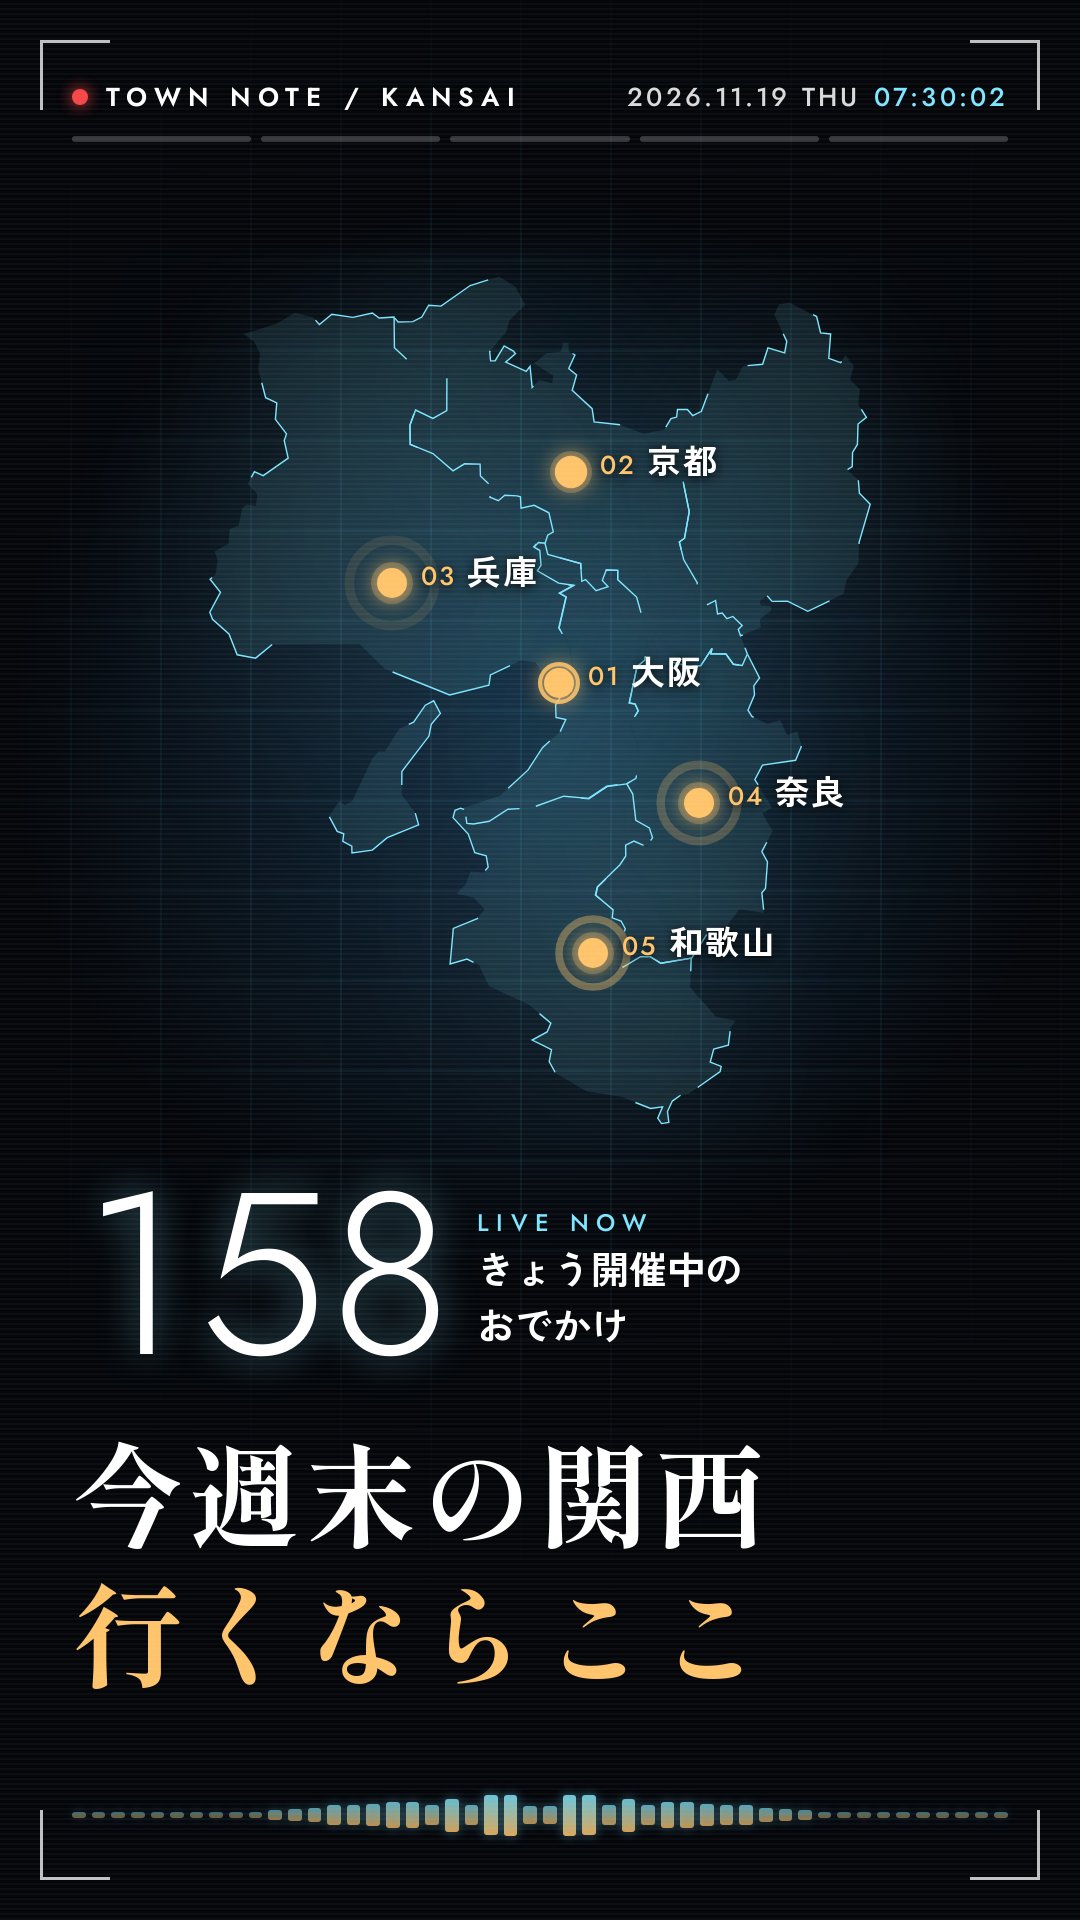 TOWN NOTE / KANSAI
2026.11.19 THU 07:30:02
02 京都
03 兵庫
01 大阪
04 奈良
05 和歌山
158
LIVE NOW
きょう開催中の
おでかけ
今週末の関西
行くならここ